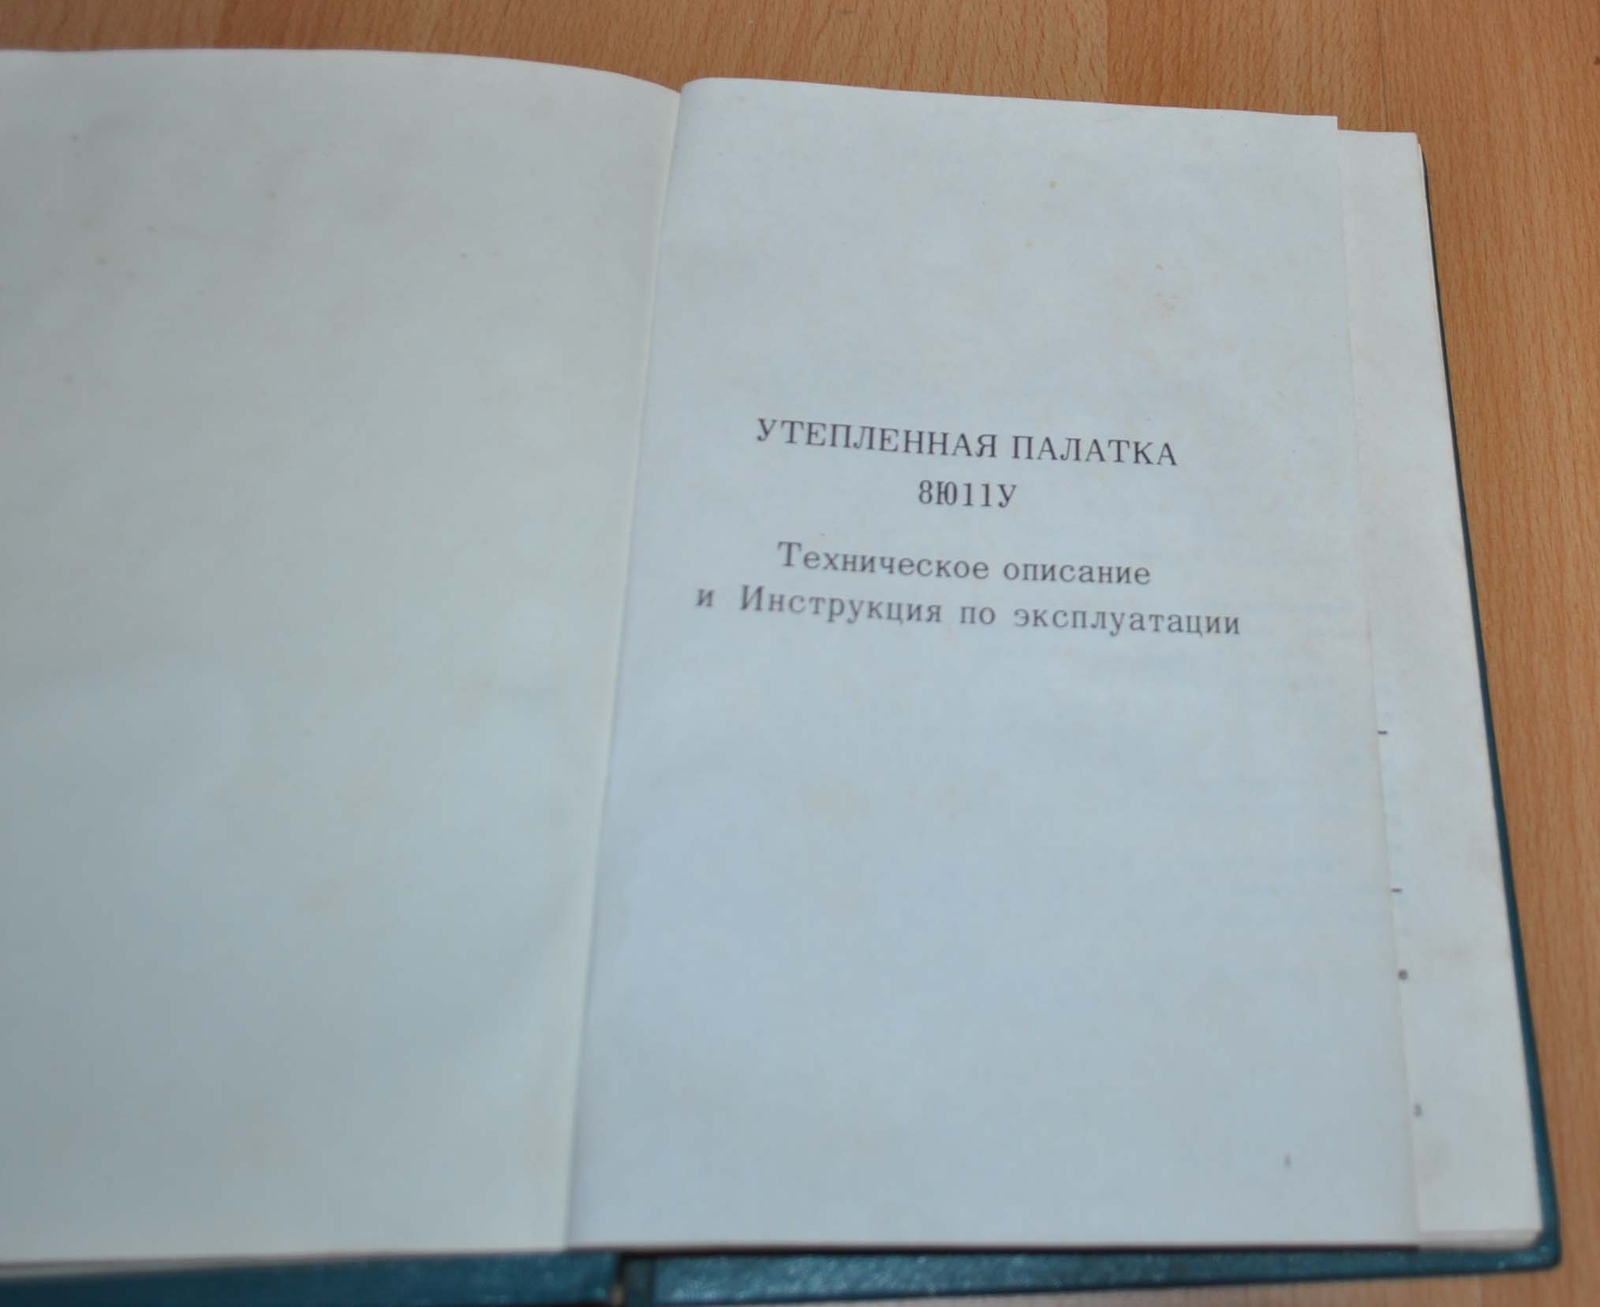 УТЕПЛЕННАЯ ПАЛАТКА
8Ю11У
Техническое описание
и Инструкция по эксплуатации